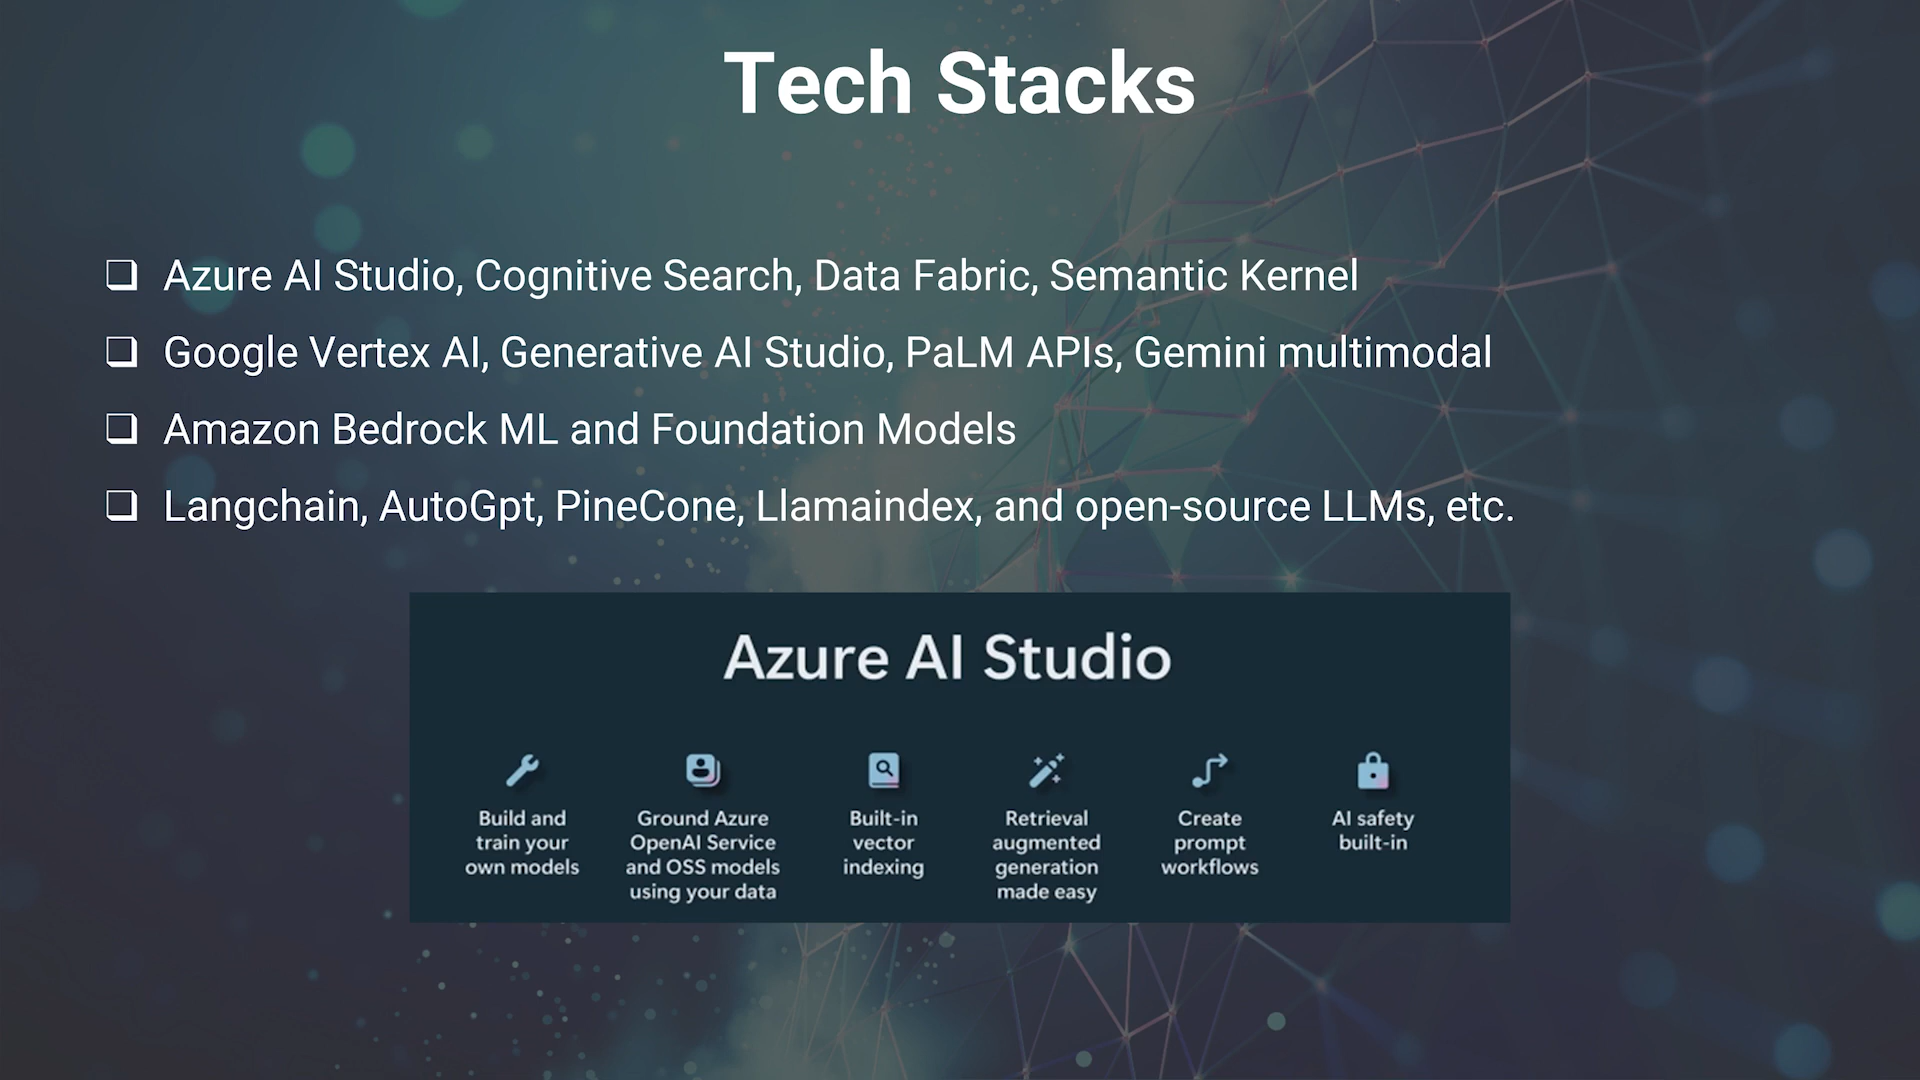 Tech Stacks
❑ Azure AI Studio, Cognitive Search, Data Fabric, Semantic Kernel
❑ Google Vertex AI, Generative AI Studio, PaLM APIs, Gemini multimodal
❑ Amazon Bedrock ML and Foundation Models
❑ Langchain, AutoGpt, PineCone, Llamaindex, and open-source LLMs, etc.
Azure AI Studio
Build and
train your
own models
Ground Azure
OpenAI Service
and OSS models
using your data
Built-in
vector
indexing
Retrieval
augmented
generation
made easy
Create
prompt
workflows
AI safety
built-in